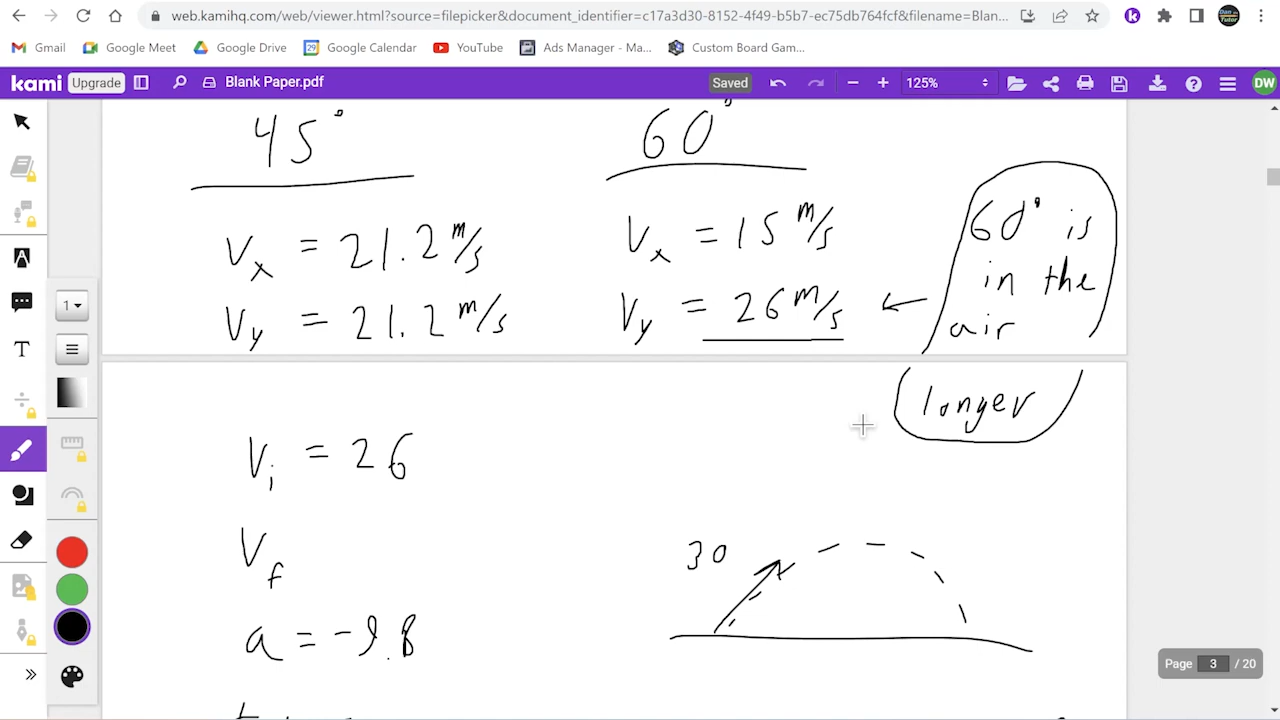 web.kamihq.com/web/viewer.html?source=filepicker&document_identifier=c17a3d30-8152-4f49-b5b7-ec75db764fcf&filename=Blan...
Gmail Google Meet Google Drive Google Calendar YouTube Ads Manager - Ma... Custom Board Gam...
kami Upgrade Blank Paper.pdf Saved 125% DW
45° 60°
Vx = 21.2 m/s Vx = 15 m/s
Vy = 21.2 m/s Vy = 26 m/s
60° is
in the
air
longer
Vi = 26
Vf
30
a = -9.8
Page 3 / 20